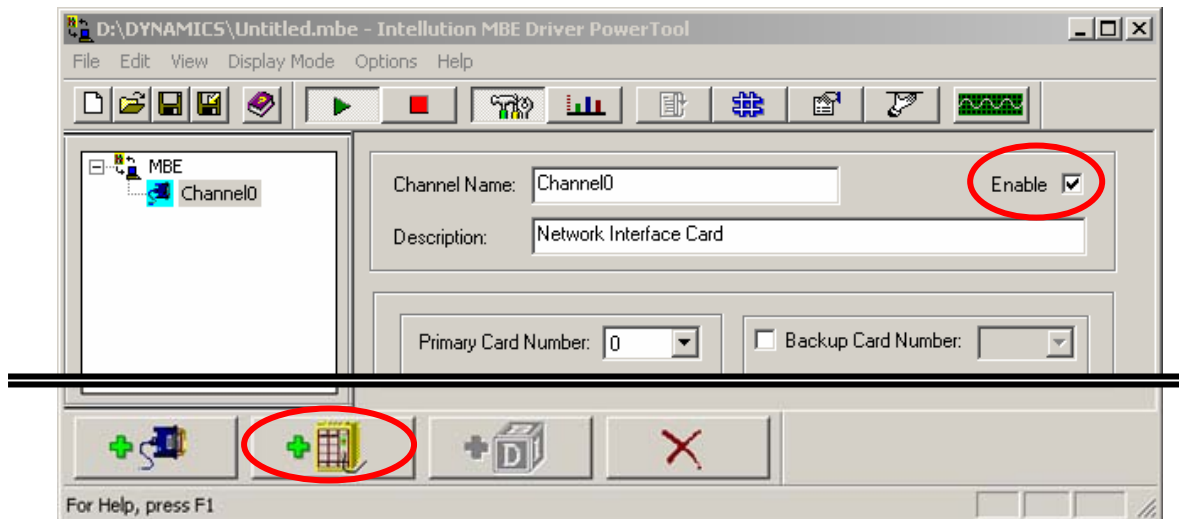 D:\DYNAMICS\Untitled.mbe - Intellution MBE Driver PowerTool
File Edit View Display Mode Options Help
MBE
Channel0
Channel Name: Channel0 Enable
Description: Network Interface Card
Primary Card Number: 0 Backup Card Number:
D
For Help, press F1